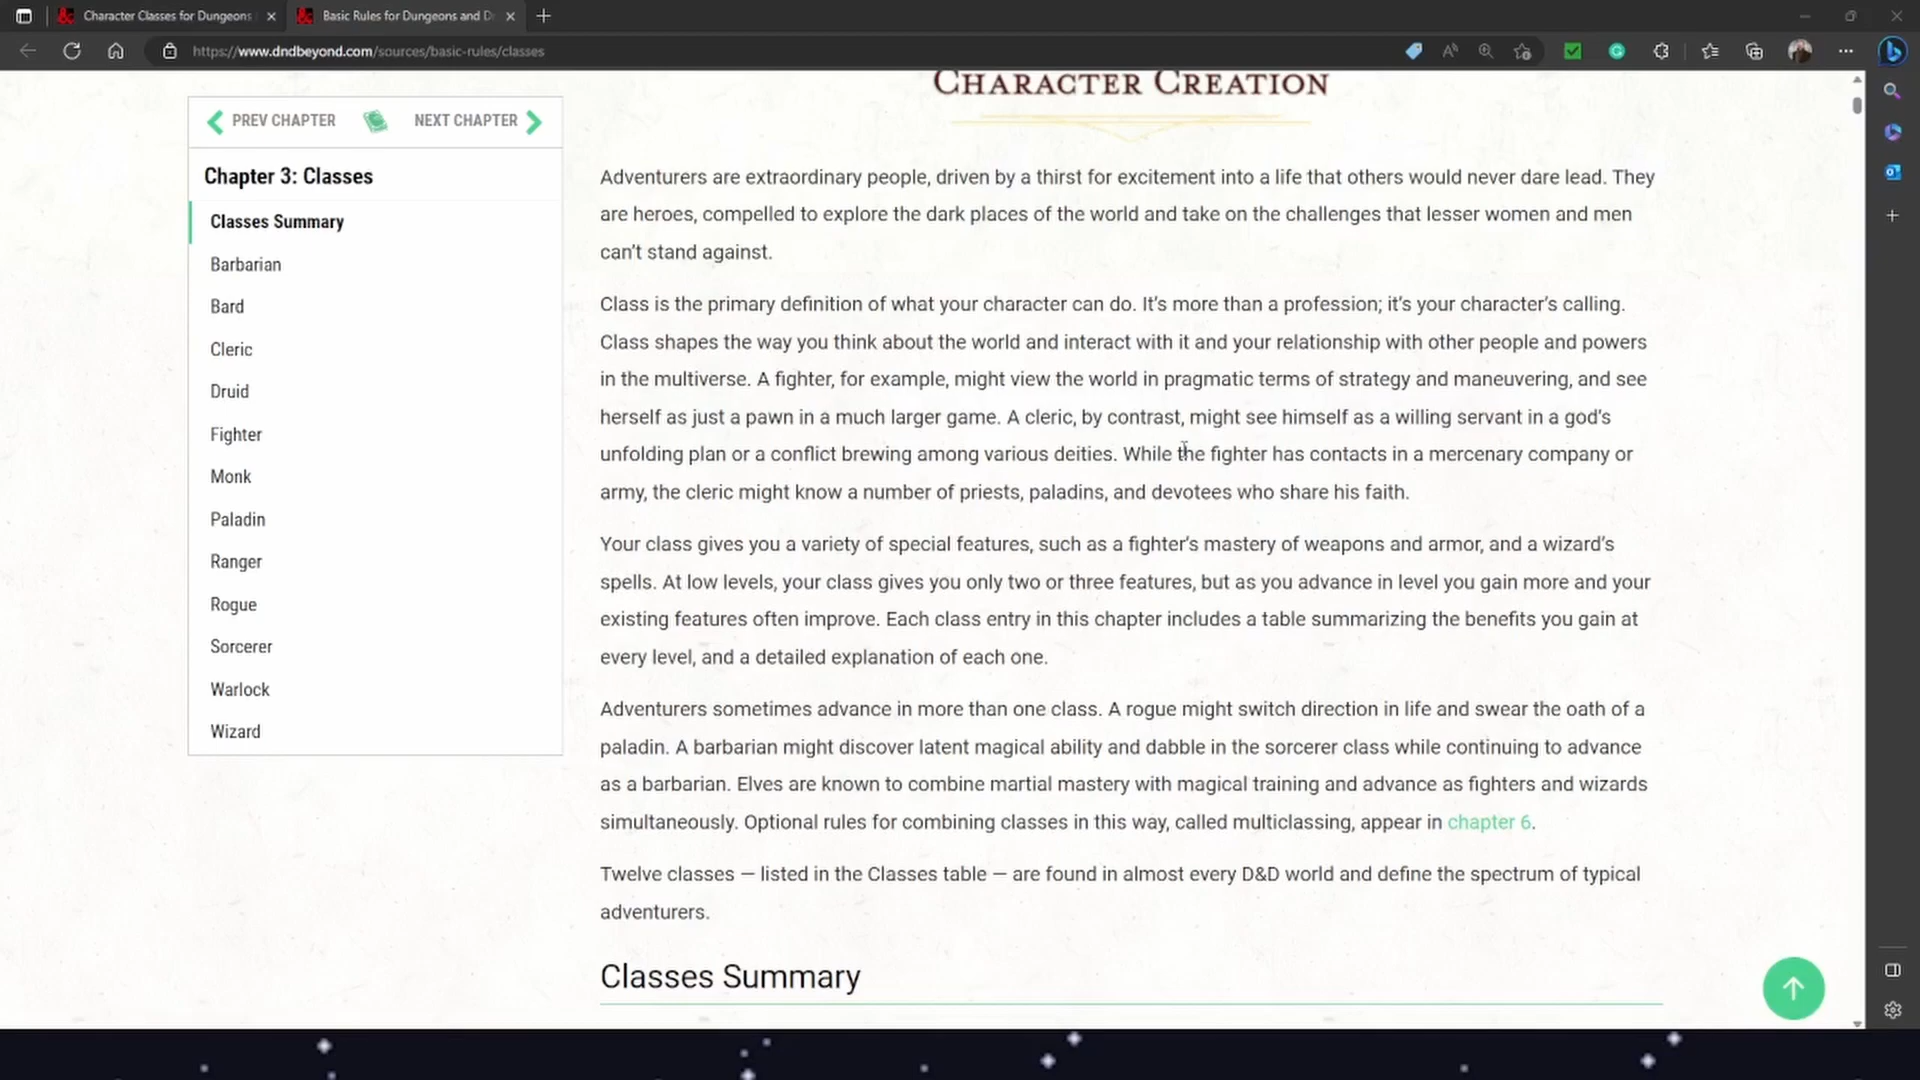 Character Classes for Dungeons
Basic Rules for Dungeons and D
https://www.dndbeyond.com/sources/basic-rules/classes
CHARACTER CREATION
PREV CHAPTER
NEXT CHAPTER
Chapter 3: Classes
Classes Summary
Barbarian
Bard
Cleric
Druid
Fighter
Monk
Paladin
Ranger
Rogue
Sorcerer
Warlock
Wizard
Adventurers are extraordinary people, driven by a thirst for excitement into a life that others would never dare lead. They
are heroes, compelled to explore the dark places of the world and take on the challenges that lesser women and men
can’t stand against.
Class is the primary definition of what your character can do. It’s more than a profession; it’s your character’s calling.
Class shapes the way you think about the world and interact with it and your relationship with other people and powers
in the multiverse. A fighter, for example, might view the world in pragmatic terms of strategy and maneuvering, and see
herself as just a pawn in a much larger game. A cleric, by contrast, might see himself as a willing servant in a god’s
unfolding plan or a conflict brewing among various deities. While the fighter has contacts in a mercenary company or
army, the cleric might know a number of priests, paladins, and devotees who share his faith.
Your class gives you a variety of special features, such as a fighter’s mastery of weapons and armor, and a wizard’s
spells. At low levels, your class gives you only two or three features, but as you advance in level you gain more and your
existing features often improve. Each class entry in this chapter includes a table summarizing the benefits you gain at
every level, and a detailed explanation of each one.
Adventurers sometimes advance in more than one class. A rogue might switch direction in life and swear the oath of a
paladin. A barbarian might discover latent magical ability and dabble in the sorcerer class while continuing to advance
as a barbarian. Elves are known to combine martial mastery with magical training and advance as fighters and wizards
simultaneously. Optional rules for combining classes in this way, called multiclassing, appear in chapter 6.
Twelve classes — listed in the Classes table — are found in almost every D&D world and define the spectrum of typical
adventurers.
Classes Summary